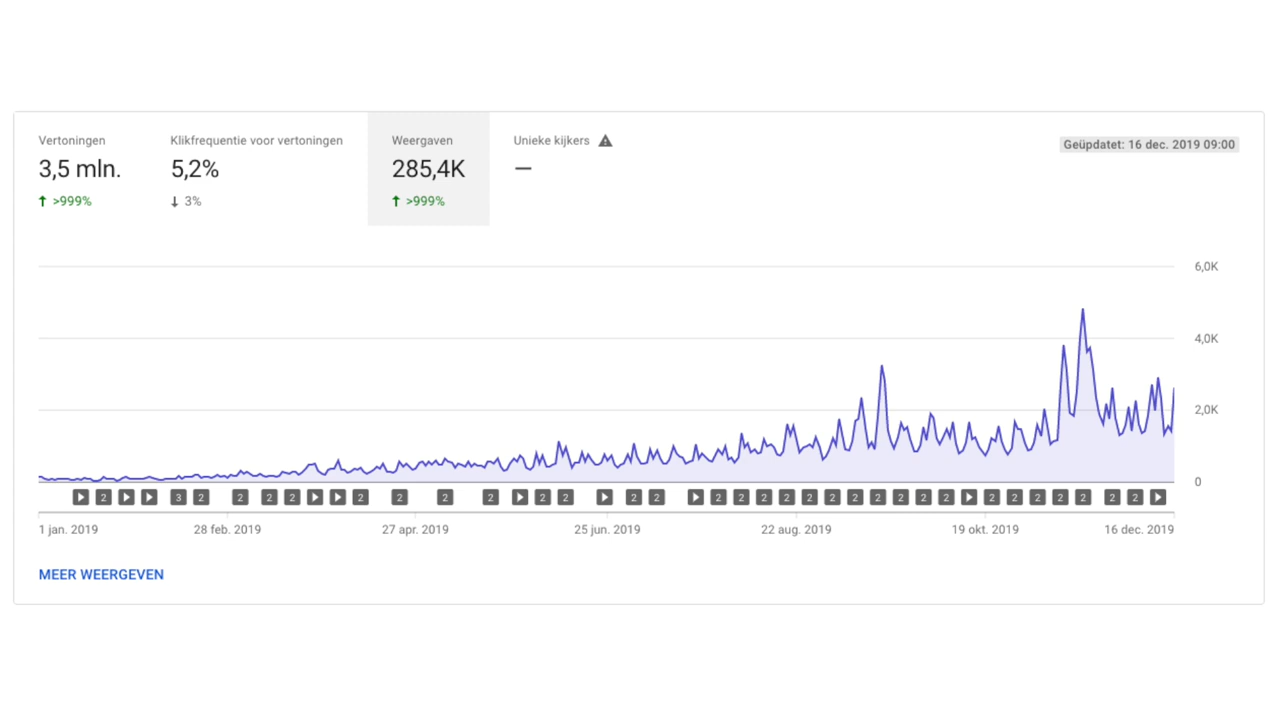 Vertoningen
3,5 mln.
>999%
Klikfrequentie voor vertoningen
5,2%
3%
Weergaven
285,4K
>999%
Unieke kijkers
—
Geüpdatet: 16 dec. 2019 09:00
6,0K
4,0K
2,0K
0
2 3 2 2 2 2 2 2 2 2 2 2 2 2 2 2 2 2 2 2 2 2 2 2 2 2 2 2 2 2 2 2 2
1 jan. 2019 28 feb. 2019 27 apr. 2019 25 jun. 2019 22 aug. 2019 19 okt. 2019 16 dec. 2019
MEER WEERGEVEN